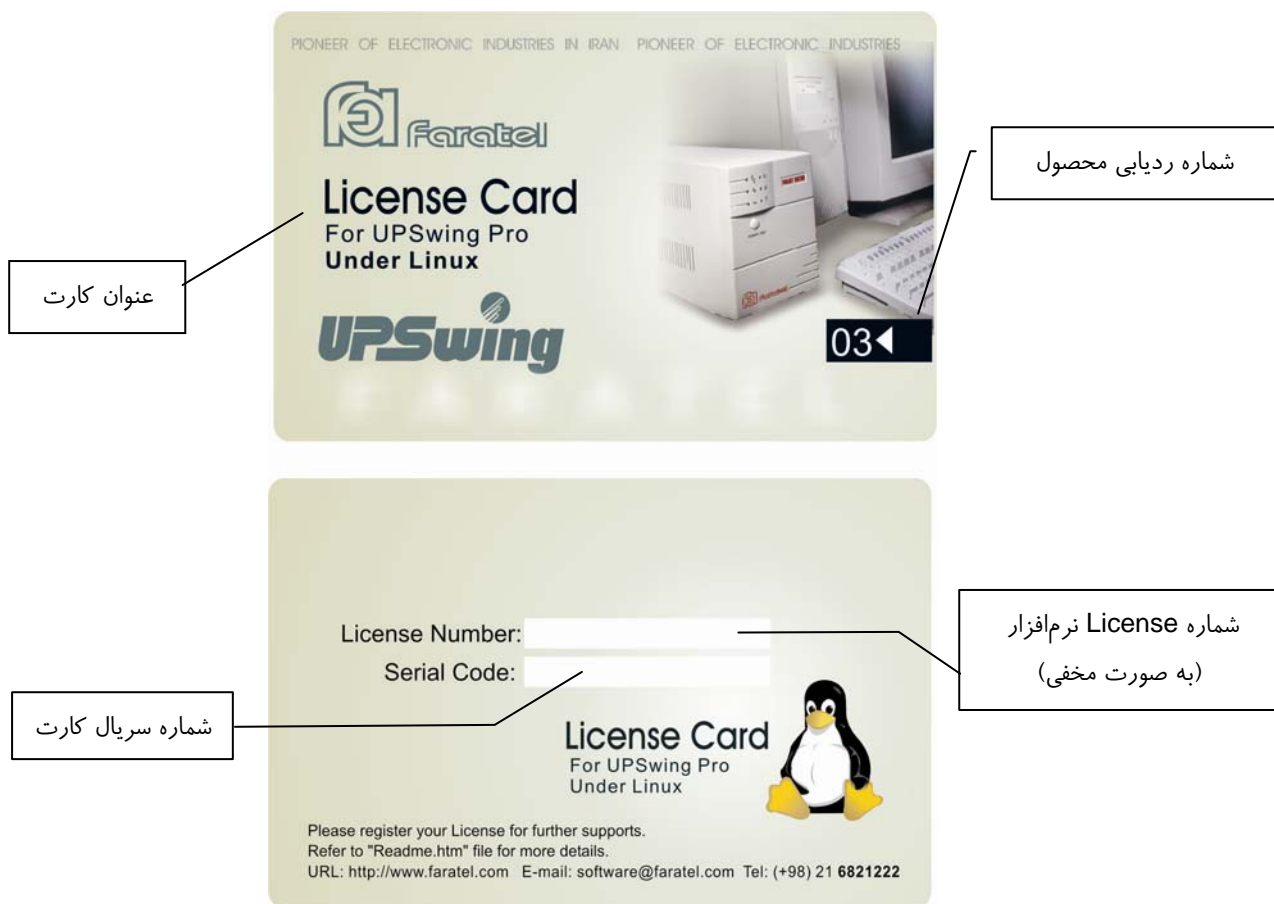 PIONEER OF ELECTRONIC INDUSTRIES IN IRAN PIONEER OF ELECTRONIC INDUSTRIES
Faratel
شماره ردیابی محصول
License Card
For UPSwing Pro
Under Linux
عنوان کارت
UPSwing
03
FARATEL
License Number:
شماره License نرم‌افزار
(به صورت مخفی)
Serial Code:
شماره سریال کارت
License Card
For UPSwing Pro
Under Linux
Please register your License for further supports.
Refer to "Readme.htm" file for more details.
URL: http://www.faratel.com E-mail: software@faratel.com Tel: (+98) 21 6821222